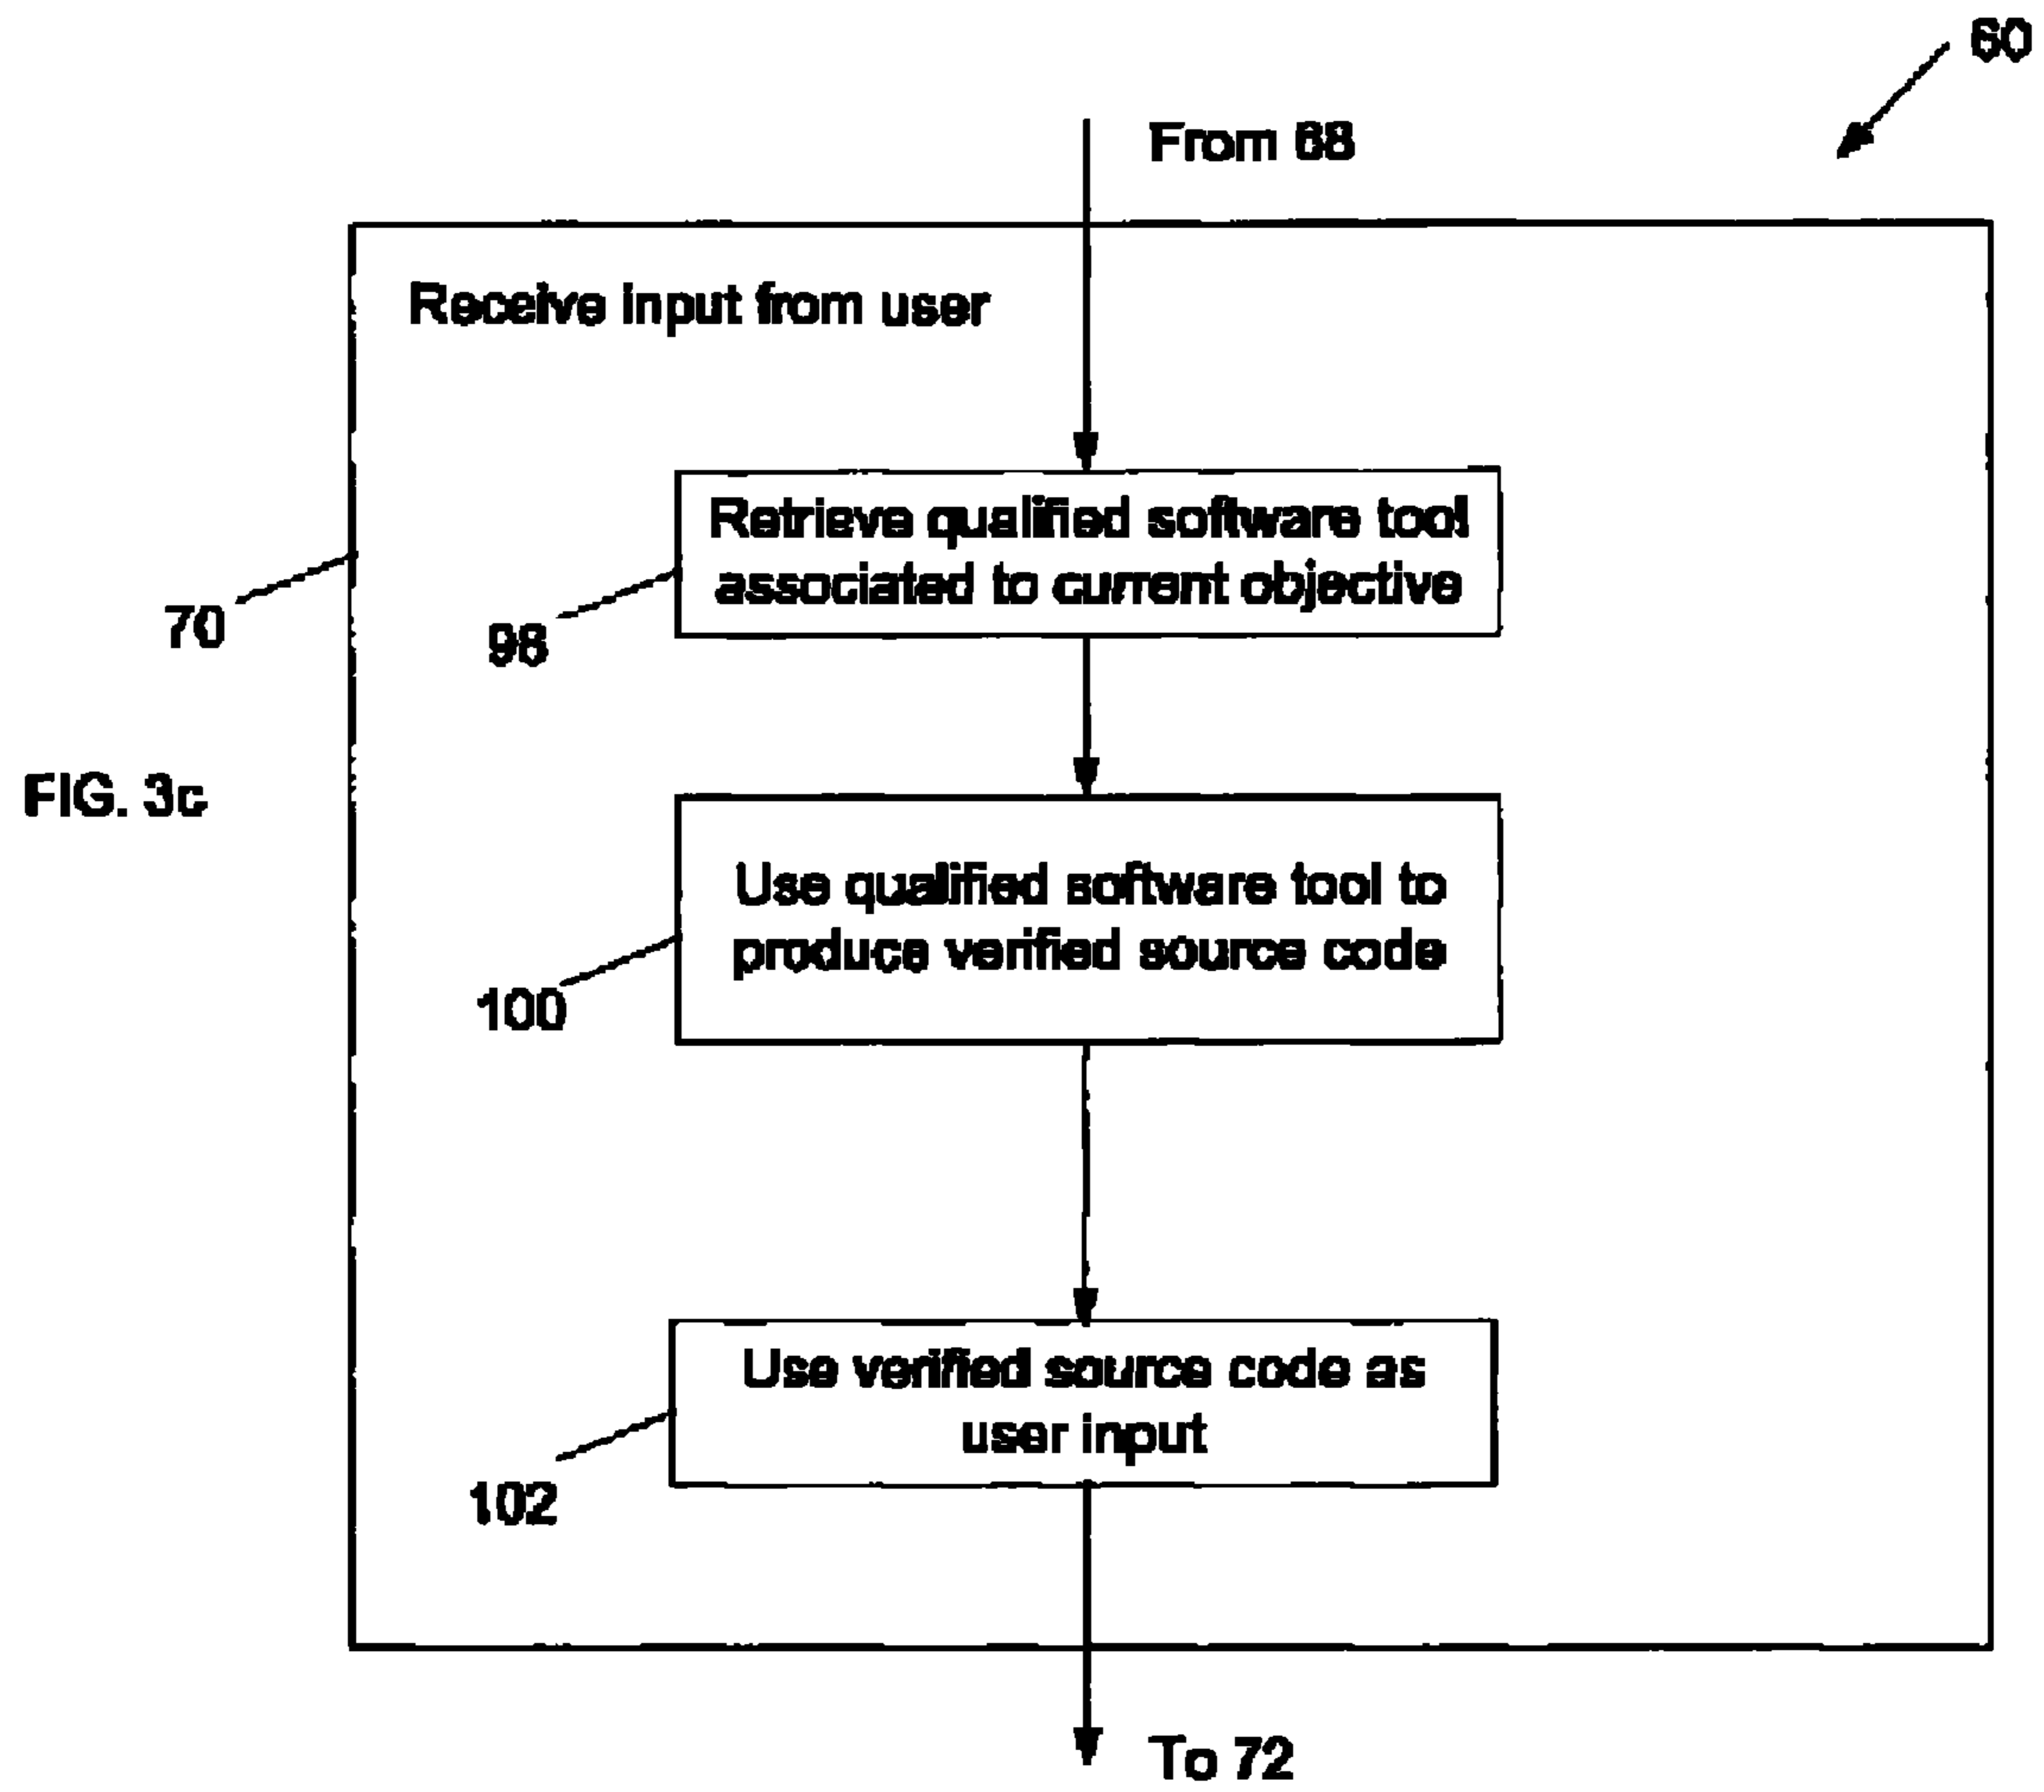 60
From 68
Receive input from user
Retrieve qualified software tool
associated to current objective
70
98
FIG. 3c
Use qualified software tool to
produce verified source code
100
Use verified source code as
user input
102
To 72